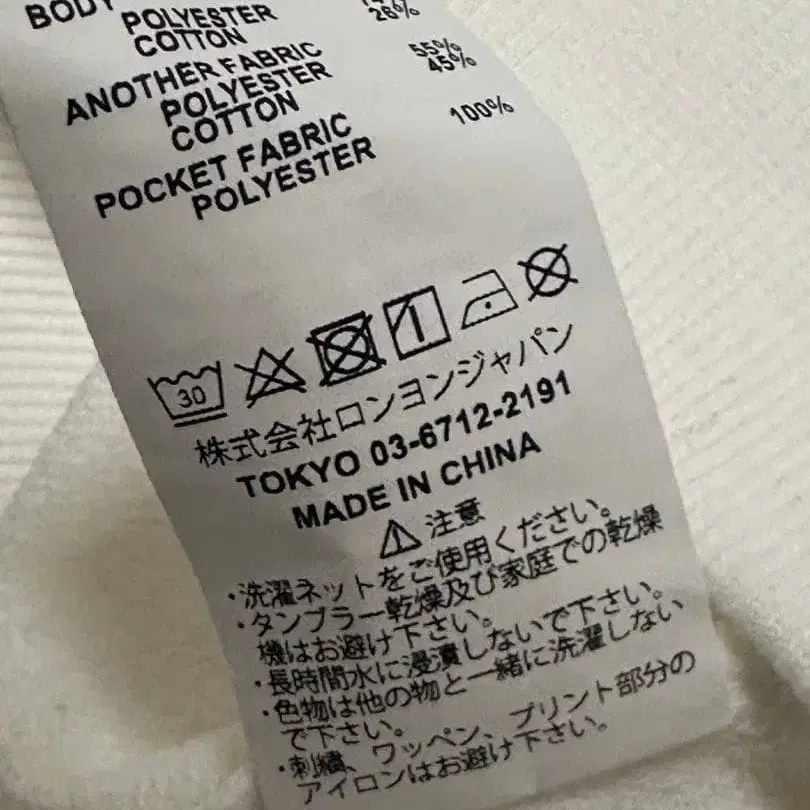 BODY
POLYESTER
COTTON 26%
ANOTHER FABRIC
POLYESTER 55%
COTTON 45%
POCKET FABRIC
POLYESTER 100%
30
株式会社ロンヨンジャパン
TOKYO 03-6712-2191
MADE IN CHINA
注意
・洗濯ネットをご使用ください。
・タンブラー乾燥及び家庭での乾燥
機はお避け下さい。
・長時間水に浸漬しないで下さい。
・色物は他の物と一緒に洗濯しない
で下さい。
・刺繍、ワッペン、プリント部分の
アイロンはお避け下さい。